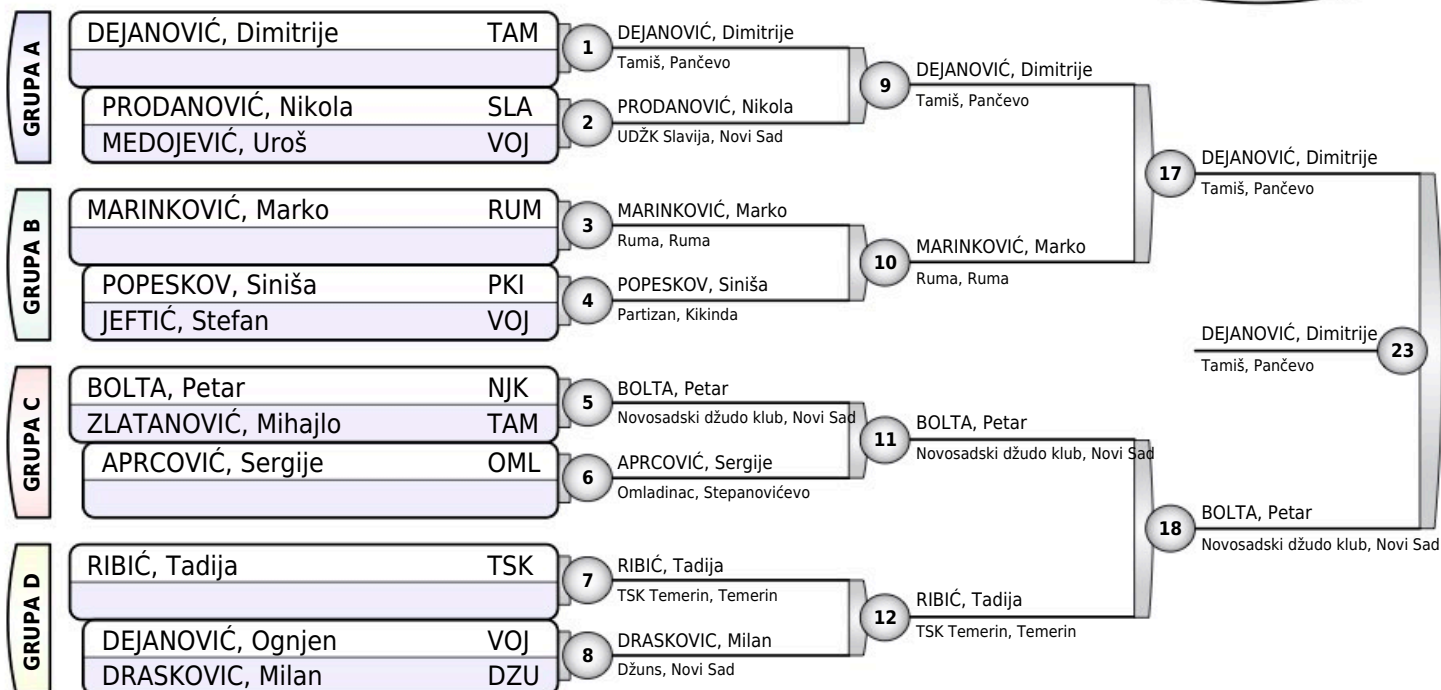 GRUPA A
DEJANOVIĆ, Dimitrije TAM
PRODANOVIĆ, Nikola SLA
MEDOJEVIĆ, Uroš VOJ
GRUPA B
MARINKOVIĆ, Marko RUM
POPESKOV, Siniša PKI
JEFTIĆ, Stefan VOJ
GRUPA C
BOLTA, Petar NJK
ZLATANOVIĆ, Mihajlo TAM
APRCOVIĆ, Sergije OML
GRUPA D
RIBIĆ, Tadija TSK
DEJANOVIĆ, Ognjen VOJ
DRASKOVIC, Milan DZU
1
DEJANOVIĆ, Dimitrije
Tamiš, Pančevo
2
PRODANOVIĆ, Nikola
UDŽK Slavija, Novi Sad
3
MARINKOVIĆ, Marko
Ruma, Ruma
4
POPESKOV, Siniša
Partizan, Kikinda
5
BOLTA, Petar
Novosadski džudo klub, Novi Sad
6
APRCOVIĆ, Sergije
Omladinac, Stepanovićevo
7
RIBIĆ, Tadija
TSK Temerin, Temerin
8
DRASKOVIC, Milan
Džuns, Novi Sad
9
DEJANOVIĆ, Dimitrije
Tamiš, Pančevo
10
MARINKOVIĆ, Marko
Ruma, Ruma
11
BOLTA, Petar
Novosadski džudo klub, Novi Sad
12
RIBIĆ, Tadija
TSK Temerin, Temerin
17
DEJANOVIĆ, Dimitrije
Tamiš, Pančevo
18
BOLTA, Petar
Novosadski džudo klub, Novi Sad
DEJANOVIĆ, Dimitrije
Tamiš, Pančevo
23